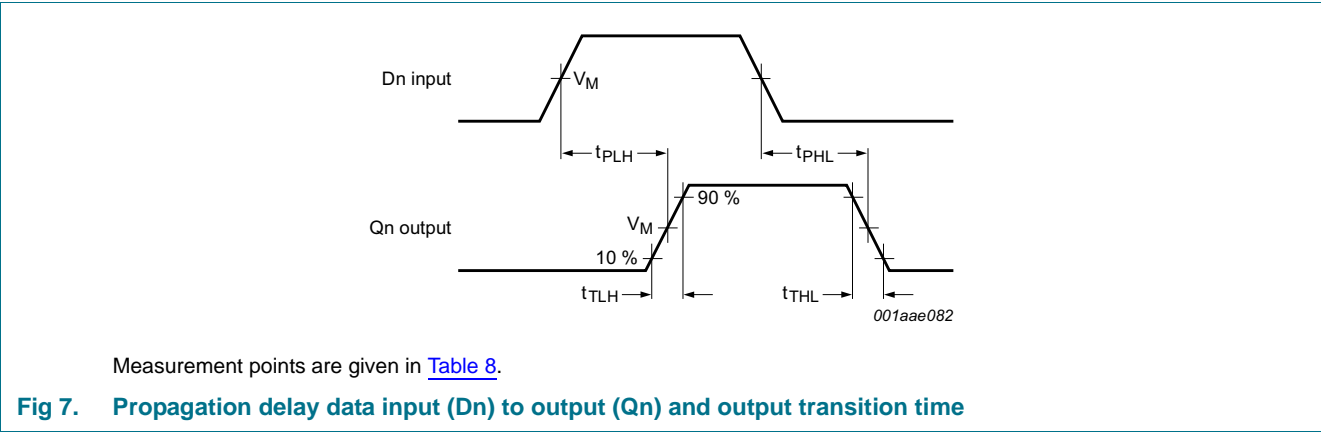 Dn input
VM
tPLH
tPHL
90 %
Qn output
VM
10 %
tTLH
tTHL
001aae082
Measurement points are given in Table 8.
Fig 7. Propagation delay data input (Dn) to output (Qn) and output transition time